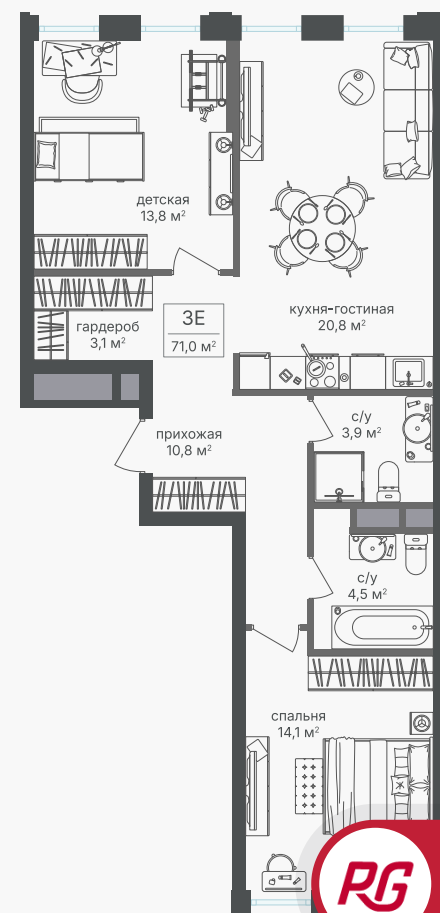 детская
13,8 м²
кухня-гостиная
20,8 м²
3Е
71,0 м²
гардероб
3,1 м²
с/у
3,9 м²
прихожая
10,8 м²
с/у
4,5 м²
спальня
14,1 м²
RG